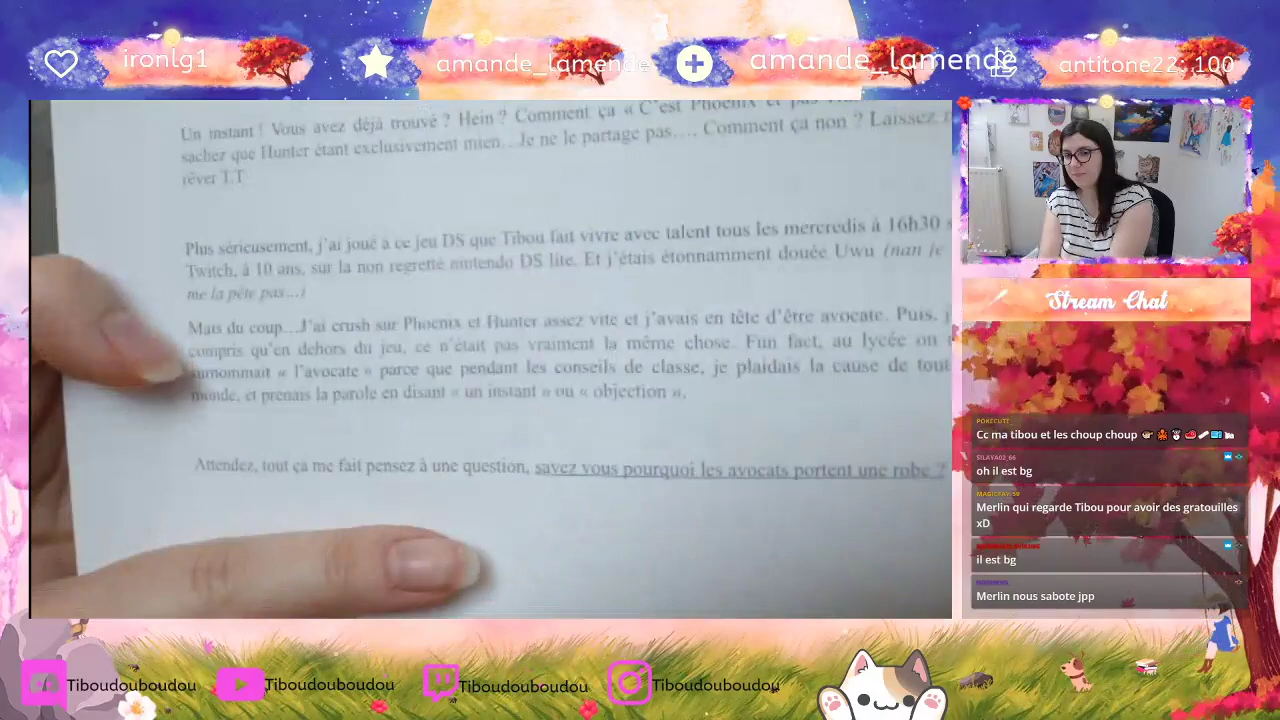 ironlg1
amande_lamende
amande_lamende
antitone22: 100
Un instant ! Vous avez déjà trouvé ? Hein ? Comment ça « C'est Phoenix et pas
sachez que Hunter étant exclusivement mien...Je ne le partage pas.... Comment ça non ? Laissez
rêver T.T
Plus sérieusement, j'ai joué à ce jeu DS que Tibou fait vivre avec talent tous les mercredis à 16h30 s
Twitch, à 10 ans, sur la non regretté nintendo DS lite. Et j'étais étonnamment douée Uwu (nan je
me la pète pas...)
Mais du coup...J'ai crush sur Phoenix et Hunter assez vite et j'avais en tête d'être avocate. Puis, j
compris qu'en dehors du jeu, ce n'était pas vraiment la même chose. Fun fact, au lycée on
surnommait « l'avocate » parce que pendant les conseils de classe, je plaidais la cause de tout
monde, et prenais la parole en disant « un instant » ou « objection ».
Attendez, tout ça me fait pensez à une question, savez vous pourquoi les avocats portent une robe ?
Stream Chat
POKECUTE_
Cc ma tibou et les choup choup
SILAYA02_66
oh il est bg
MAGICFAY_59
Merlin qui regarde Tibou pour avoir des gratouilles
xD
il est bg
Merlin nous sabote jpp
Tiboudouboudou
Tiboudouboudou
Tiboudouboudou
Tiboudouboudou